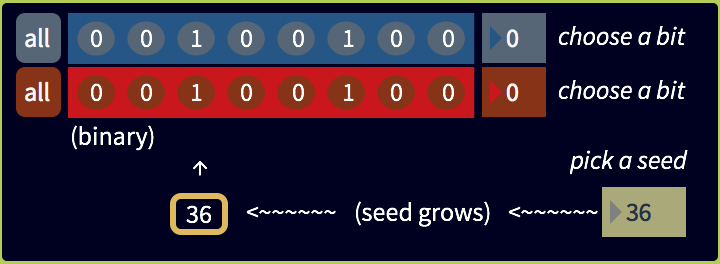 all 0 0 1 0 0 1 0 0 0 choose a bit
all 0 0 1 0 0 1 0 0 0 choose a bit
(binary)
↑ pick a seed
36 <~~~~~~ (seed grows) <~~~~~~ 36